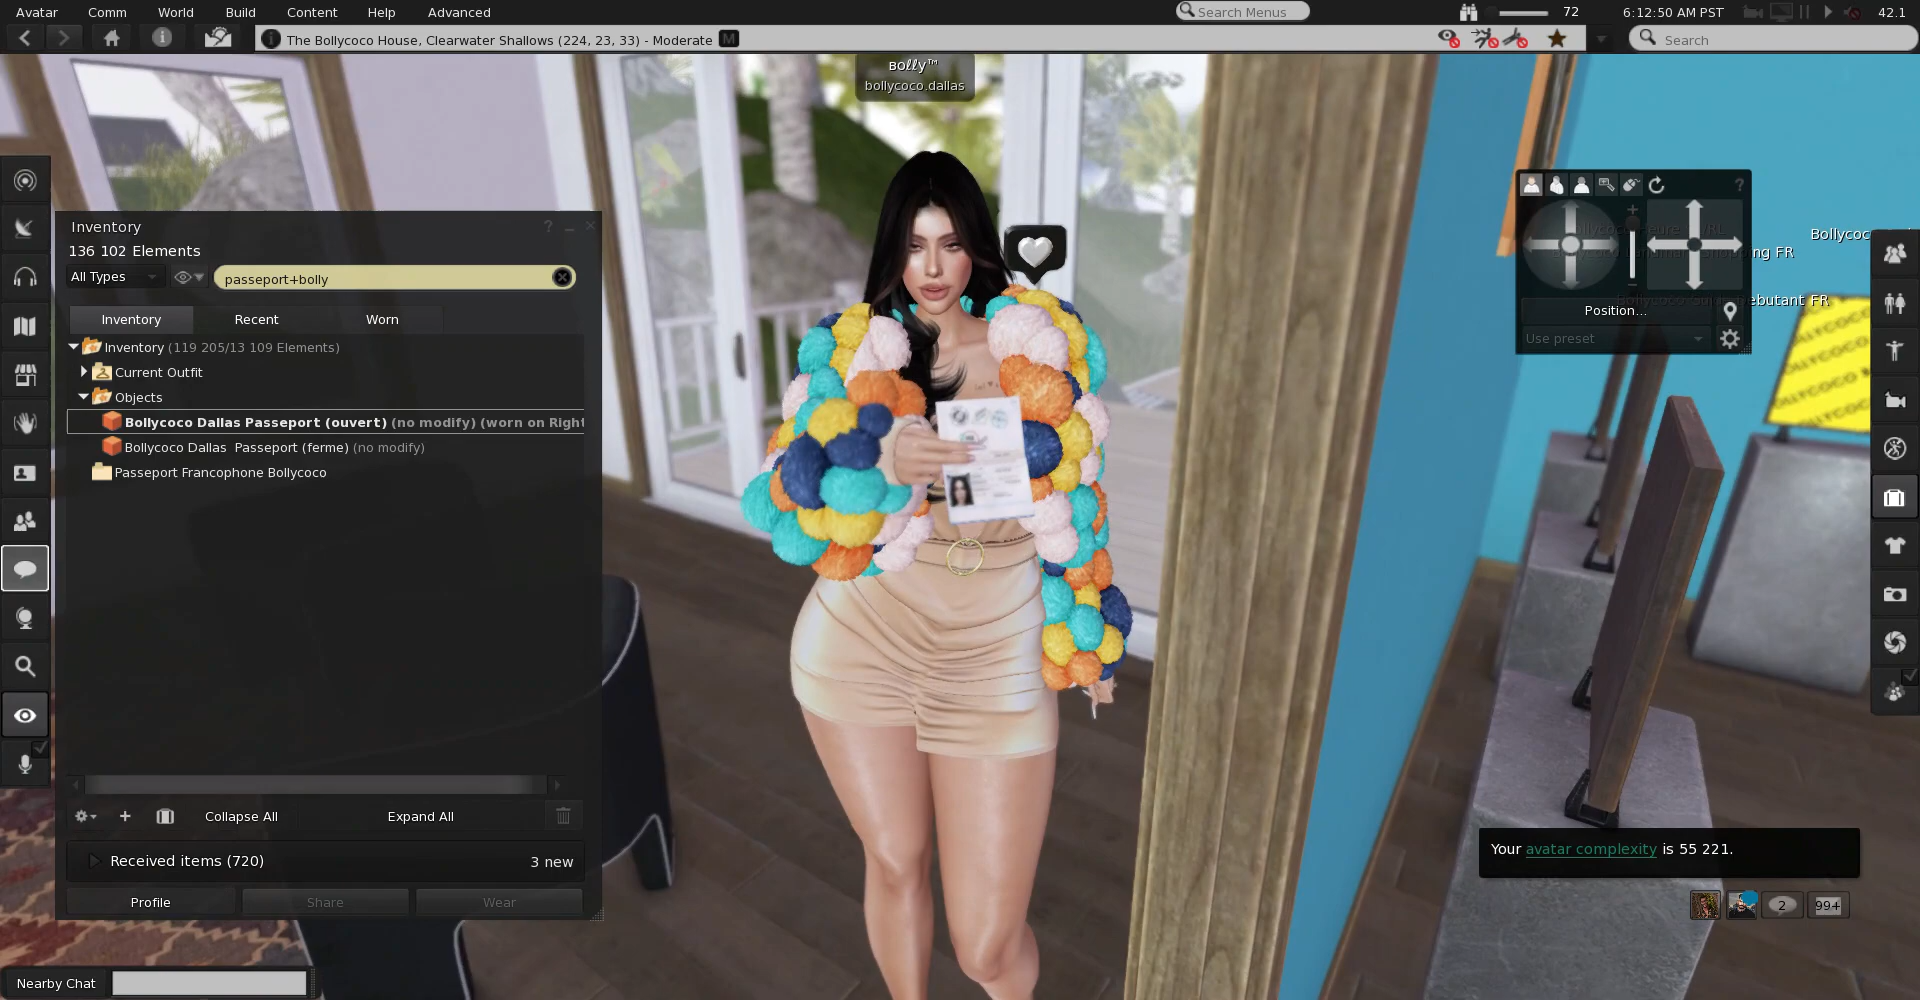 Avatar Comm World Build Content Help Advanced
Search Menus
72
6:12:50 AM PST
42.1
The Bollycoco House, Clearwater Shallows (224, 23, 33) - Moderate M
Search
ʙoℓℓy™
bollycoco.dallas
Inventory
136 102 Elements
All Types
passeport+bolly
Inventory Recent Worn
Inventory (119 205/13 109 Elements)
Current Outfit
Objects
Bollycoco Dallas Passeport (ouvert) (no modify) (worn on Right
Bollycoco Dallas  Passeport (ferme) (no modify)
Passeport Francophone Bollycoco
Collapse All Expand All
Received items (720) 3 new
Profile Share Wear
Nearby Chat
FR
FR
Position...
Use preset
Your avatar complexity is 55 221.
2
99+